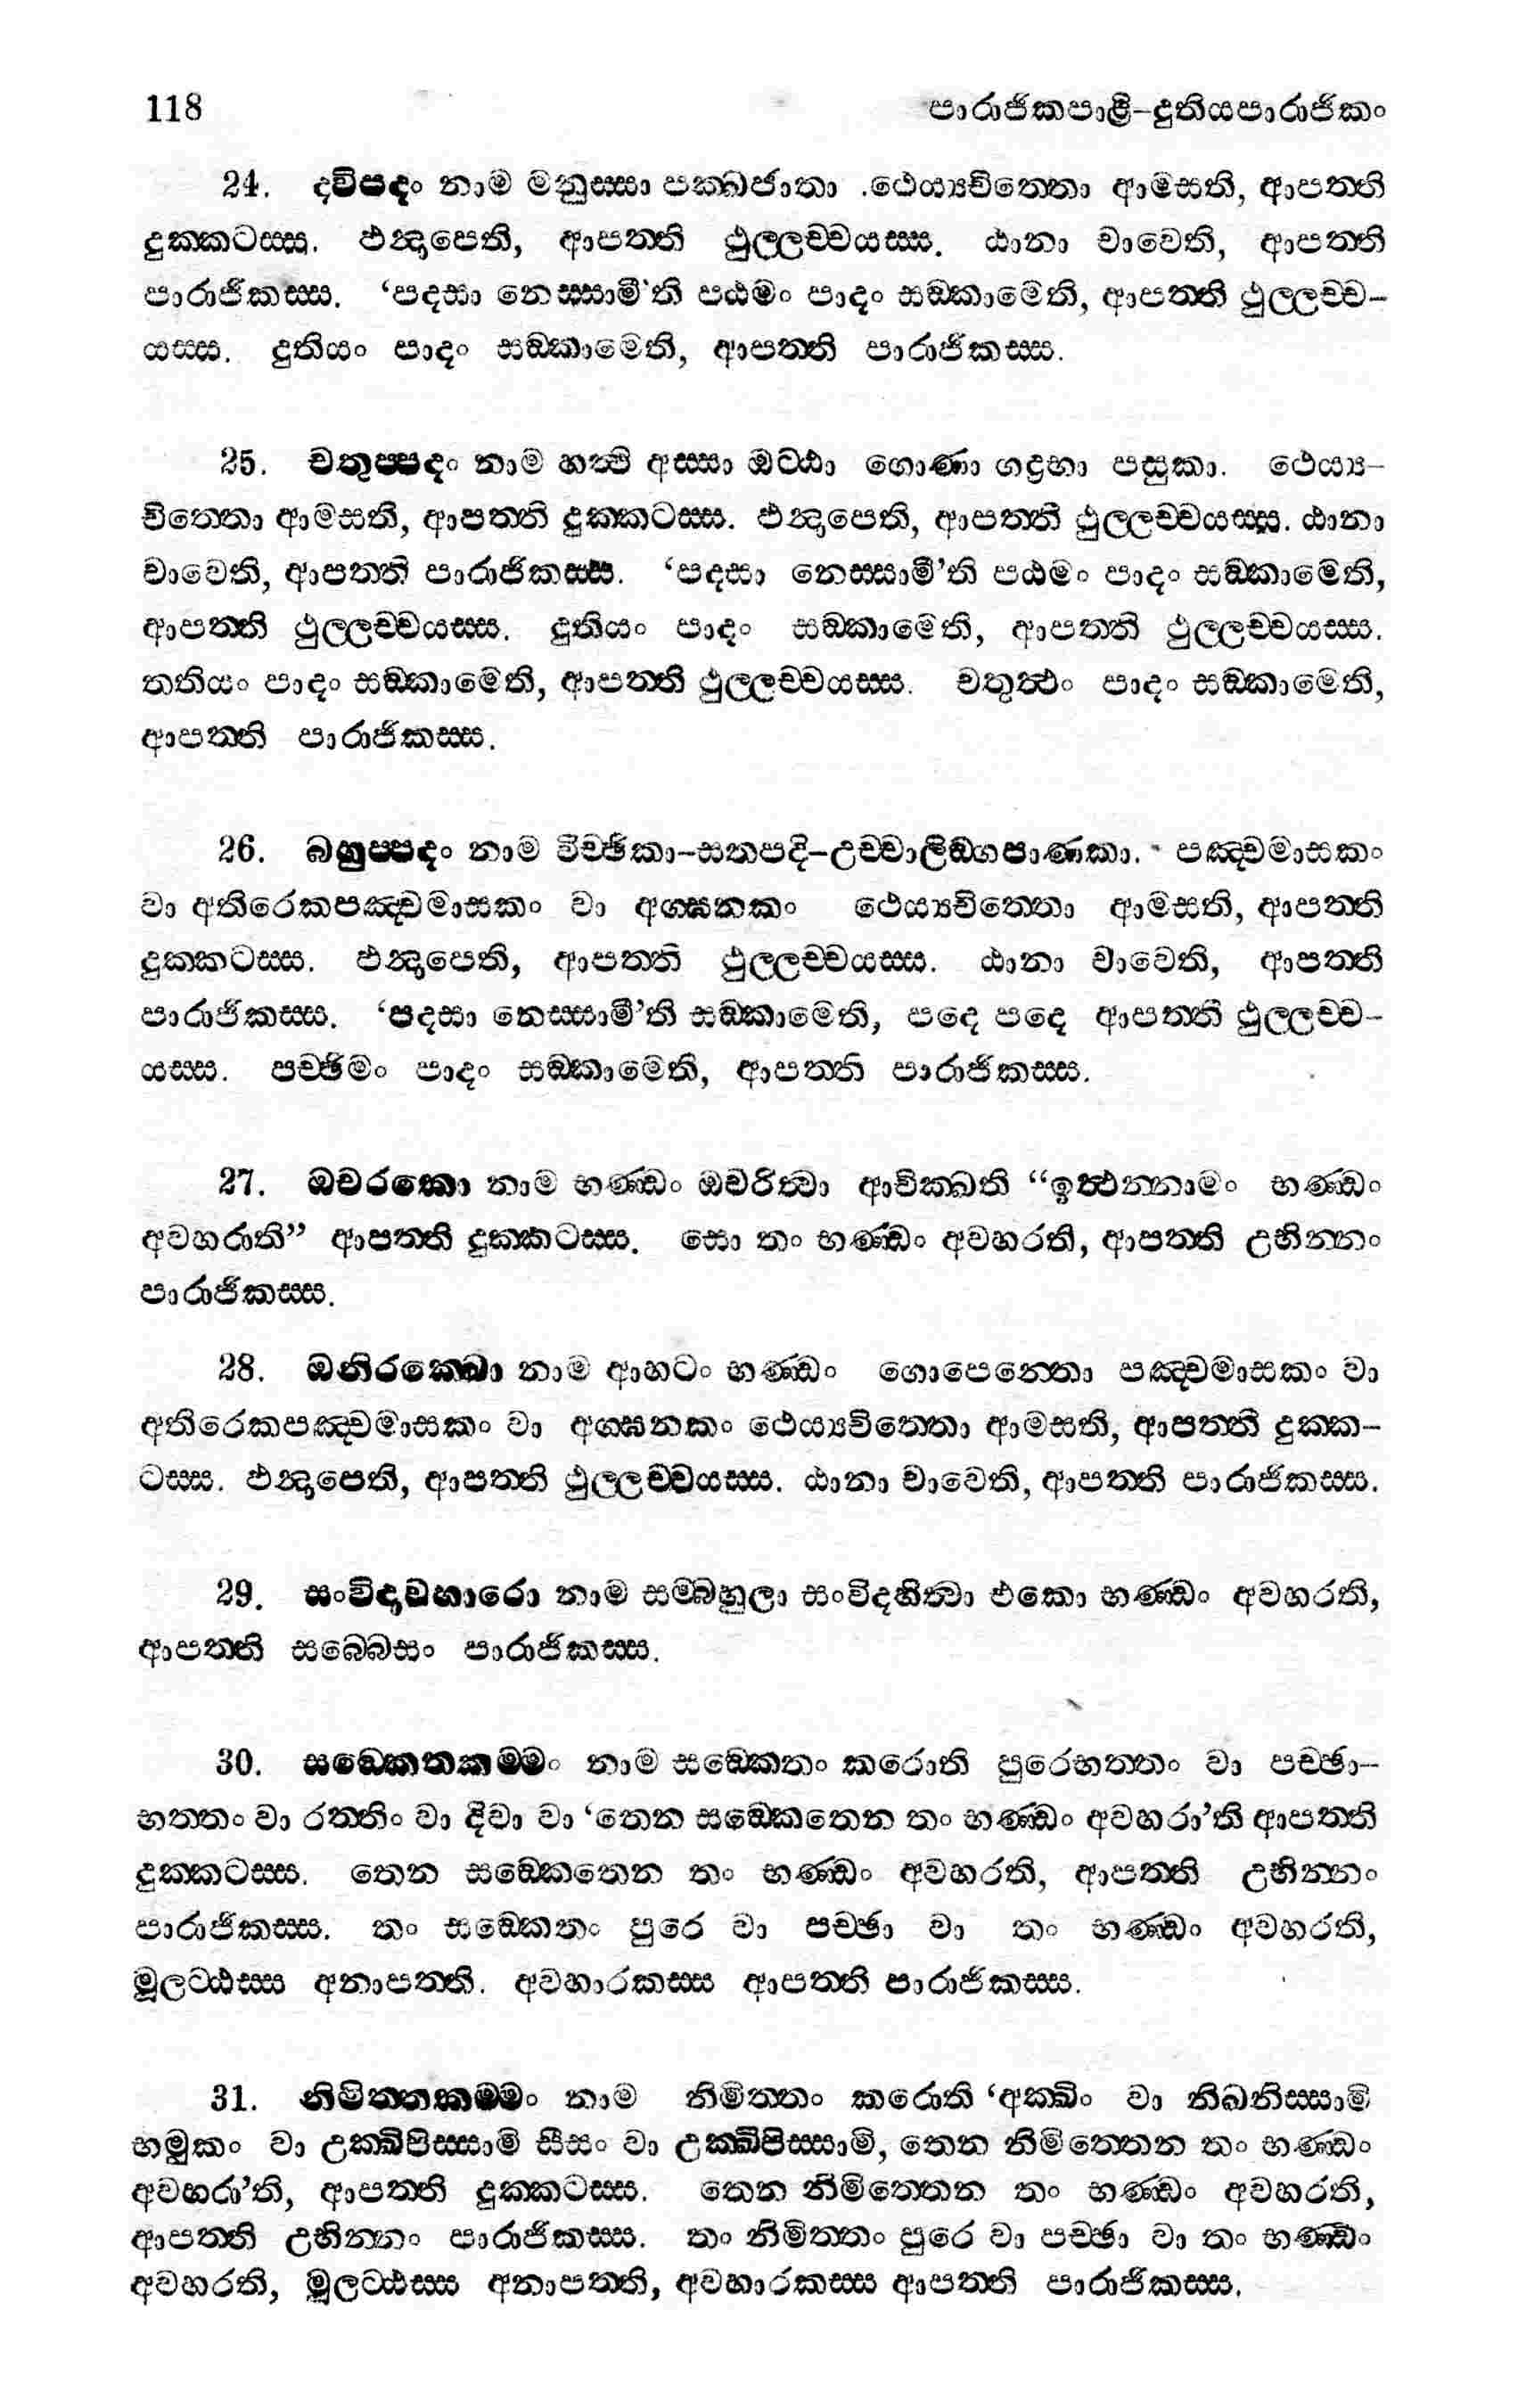 118 පාරාජිකපාළි–දුතියපාරාජිකං
24. ද්විපදං නාම මනුස්සා පක්ඛජාතා. ථෙය්‍යචිත්තො ආමසති, ආපත්ති
දුක්කටස්ස. ඵන්‍දාපෙති, ආපත්ති ථුල්ලච්චයස්ස. ඨානා චාවෙති, ආපත්ති
පාරාජිකස්ස. ‘පදසා නෙස්සාමී’ති පඨමං පාදං සඞ්කාමෙති, ආපත්ති ථුල්ලච්ච–
යස්ස. දුතියං පාදං සඞ්කාමෙති, ආපත්ති පාරාජිකස්ස.
25. චතුප්පදං නාම හත්‍ථි අස්සා ඔට්ඨා ගොණා ගද්‍රභා පසුකා. ථෙය්‍ය–
චිත්තො ආමසති, ආපත්ති දුක්කටස්ස. ඵන්‍දාපෙති, ආපත්ති ථුල්ලච්චයස්ස. ඨානා
චාවෙති, ආපත්ති පාරාජිකස්ස. ‘පදසා නෙස්සාමී’ති පඨමං පාදං සඞ්කාමෙති,
ආපත්ති ථුල්ලච්චයස්ස. දුතියං පාදං සඞ්කාමෙති, ආපත්ති ථුල්ලච්චයස්ස.
තතියං පාදං සඞ්කාමෙති, ආපත්ති ථුල්ලච්චයස්ස. චතුත්‍ථං පාදං සඞ්කාමෙති,
ආපත්ති පාරාජිකස්ස.
26. බහුප්පදං නාම විච්ඡිකා–සතපදි–උච්චාලිඞ්ගපාණකා. පඤ්චමාසකං
වා අතිරෙකපඤ්චමාසකං වා අග්ඝනකං ථෙය්‍යචිත්තො ආමසති, ආපත්ති
දුක්කටස්ස. ඵන්‍දාපෙති, ආපත්ති ථුල්ලච්චයස්ස. ඨානා චාවෙති, ආපත්ති
පාරාජිකස්ස. ‘පදසා නෙස්සාමී’ති සඞ්කාමෙති, පදෙ පදෙ ආපත්ති ථුල්ලච්ච–
යස්ස. පච්ඡිමං පාදං සඞ්කාමෙති, ආපත්ති පාරාජිකස්ස.
27. ඔචරකො නාම භණ්ඩං ඔචරිත්‍වා ආචික්ඛති “ඉත්‍ථන්නාමං භණ්ඩං
අවහරාති” ආපත්ති දුක්කටස්ස. සො තං භණ්ඩං අවහරති, ආපත්ති උභින්නං
පාරාජිකස්ස.
28. ඔනිරක්ඛො නාම ආහටං භණ්ඩං ගොපෙන්තො පඤ්චමාසකං වා
අතිරෙකපඤ්චමාසකං වා අග්ඝනකං ථෙය්‍යචිත්තො ආමසති, ආපත්ති දුක්ක–
ටස්ස. ඵන්‍දාපෙති, ආපත්ති ථුල්ලච්චයස්ස. ඨානා චාවෙති, ආපත්ති පාරාජිකස්ස.
29. සංවිදාවහාරො නාම සම්බහුලා සංවිදහිත්‍වා එකො භණ්ඩං අවහරති,
ආපත්ති සබ්බෙසං පාරාජිකස්ස.
30. සඞ්කෙතකම්මං නාම සඞ්කෙතං කරොති පුරෙභත්තං වා පච්ඡා–
භත්තං වා රත්තිං වා දිවා වා ‘තෙන සඞ්කෙතෙන තං භණ්ඩං අවහරා’ති ආපත්ති
දුක්කටස්ස. තෙන සඞ්කෙතෙන තං භණ්ඩං අවහරති, ආපත්ති උභින්නං
පාරාජිකස්ස. තං සඞ්කෙතං පුරෙ වා පච්ඡා වා තං භණ්ඩං අවහරති,
මූලට්ඨස්ස අනාපත්ති. අවහාරකස්ස ආපත්ති පාරාජිකස්ස.
31. නිමිත්තකම්මං නාම නිමිත්තං කරොති ‘අක්ඛිං වා නිඛනිස්සාමි
භමුකං වා උක්ඛිපිස්සාමි සීසං වා උක්ඛිපිස්සාමි, තෙන නිමිත්තෙන තං භණ්ඩං
අවහරා’ති, ආපත්ති දුක්කටස්ස. තෙන නිමිත්තෙන තං භණ්ඩං අවහරති,
ආපත්ති උභින්නං පාරාජිකස්ස. තං නිමිත්තං පුරෙ වා පච්ඡා වා තං භණ්ඩං
අවහරති, මූලට්ඨස්ස අනාපත්ති, අවහාරකස්ස ආපත්ති පාරාජිකස්ස.